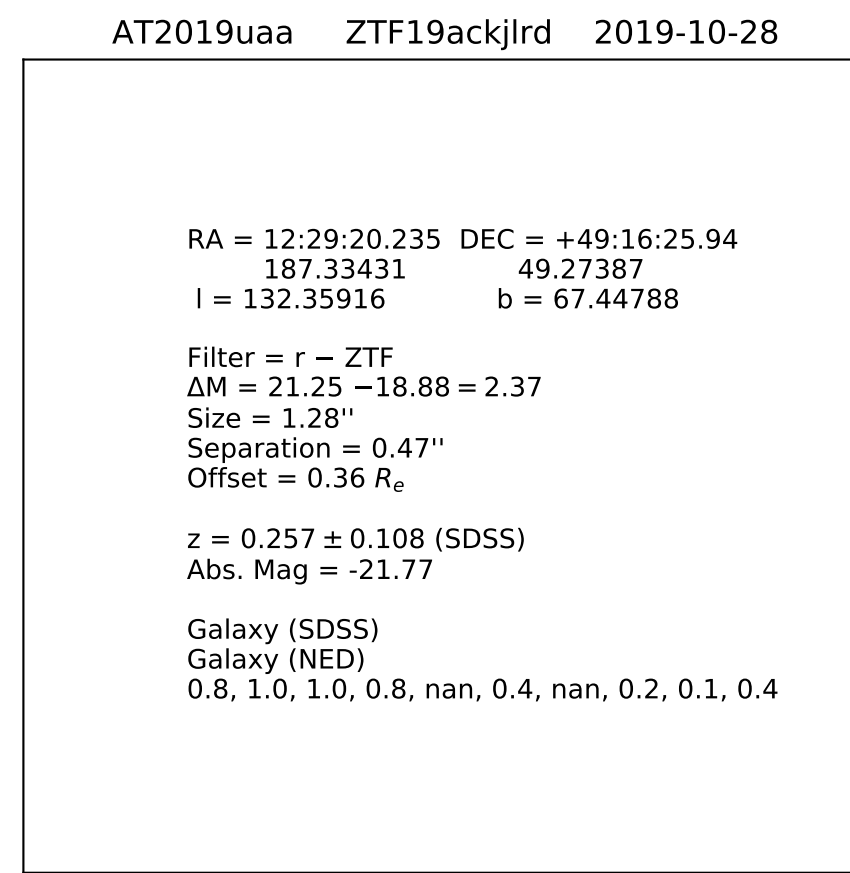 AT2019uaa ZTF19ackjlrd 2019-10-28
RA = 12:29:20.235 DEC = +49:16:25.94
187.33431 49.27387
l = 132.35916 b = 67.44788
Filter = r − ZTF
ΔM = 21.25 −18.88 = 2.37
Size = 1.28''
Separation = 0.47''
Offset = 0.36 Rₑ
z = 0.257 ± 0.108 (SDSS)
Abs. Mag = -21.77
Galaxy (SDSS)
Galaxy (NED)
0.8, 1.0, 1.0, 0.8, nan, 0.4, nan, 0.2, 0.1, 0.4